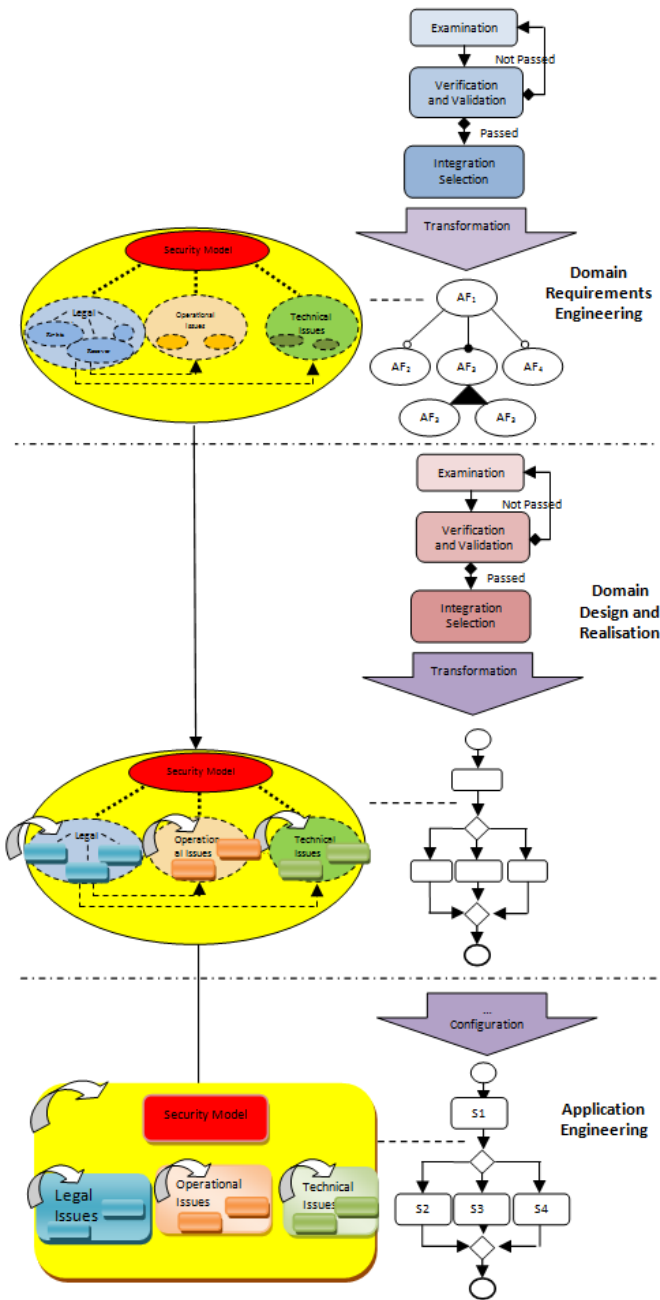 Examination
Not Passed
Verification
and Validation
Passed
Integration
Selection
Transformation
Security Model
Legal
Operational
Issues
Technical
Issues
Receiver
Domain
Requirements
Engineering
AF1
AF2
AF3
AF4
AF3
AF3
Examination
Not Passed
Verification
and Validation
Passed
Integration
Selection
Domain
Design and
Realisation
Transformation
Security Model
Legal
Operation
al Issues
Technical
Issues
...
Configuration
Security Model
Legal
Issues
Operational
Issues
Technical
Issues
S1
Application
Engineering
S2
S3
S4